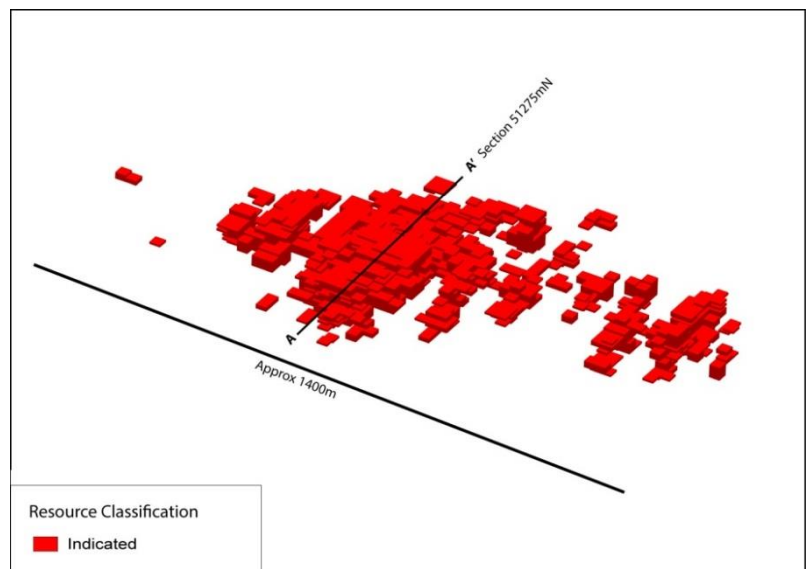 A' Section 51275mN
A
Approx 1400m
Resource Classification
Indicated